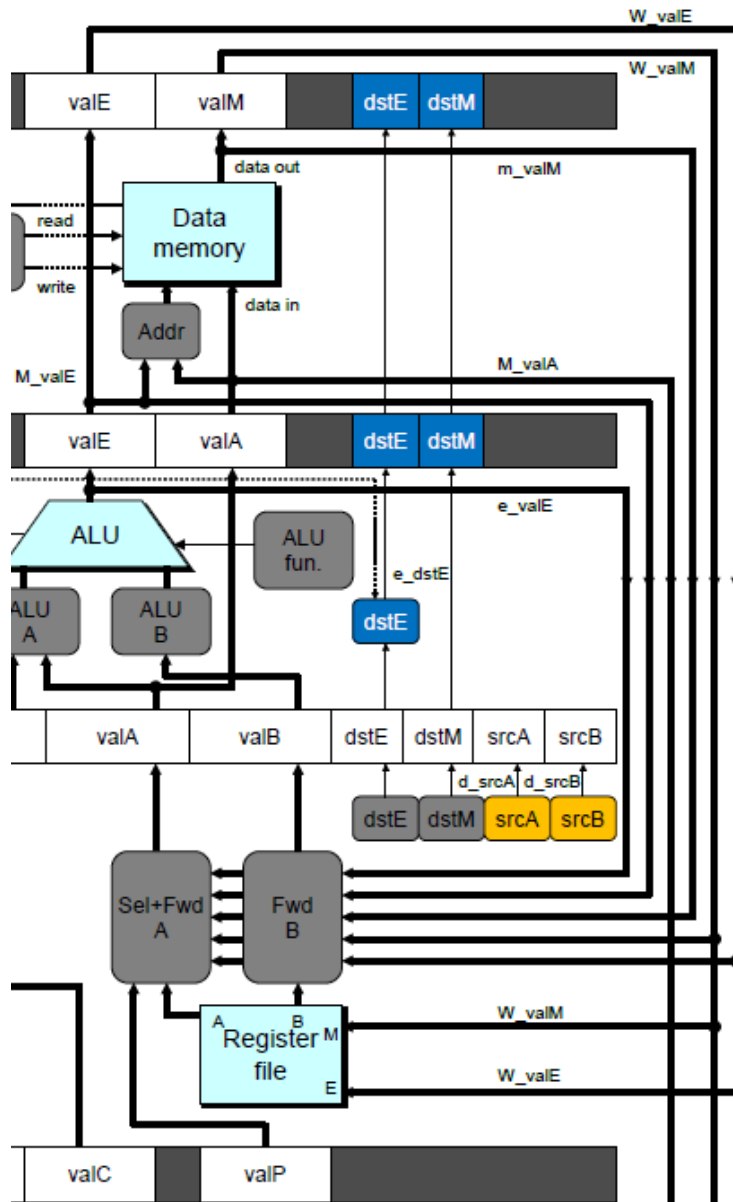 W_valE
W_valM
valE valM dstE dstM
data out m_valM
Data
memory
read
write
data in
Addr
M_valE M_valA
valE valA dstE dstM
e_valE
ALU
ALU
fun.
e_dstE
ALU
A
ALU
B
dstE
valA valB dstE dstM srcA srcB
d_srcA d_srcB
dstE dstM srcA srcB
Sel+Fwd
A
Fwd
B
W_valM
A B M
Register
file
E
W_valE
valC valP